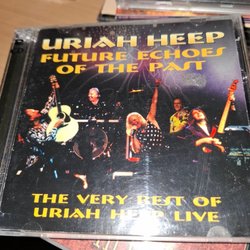 URIAH HEEP
FUTURE ECHOES
OF THE PAST
THE VERY BEST OF
URIAH HEEP LIVE